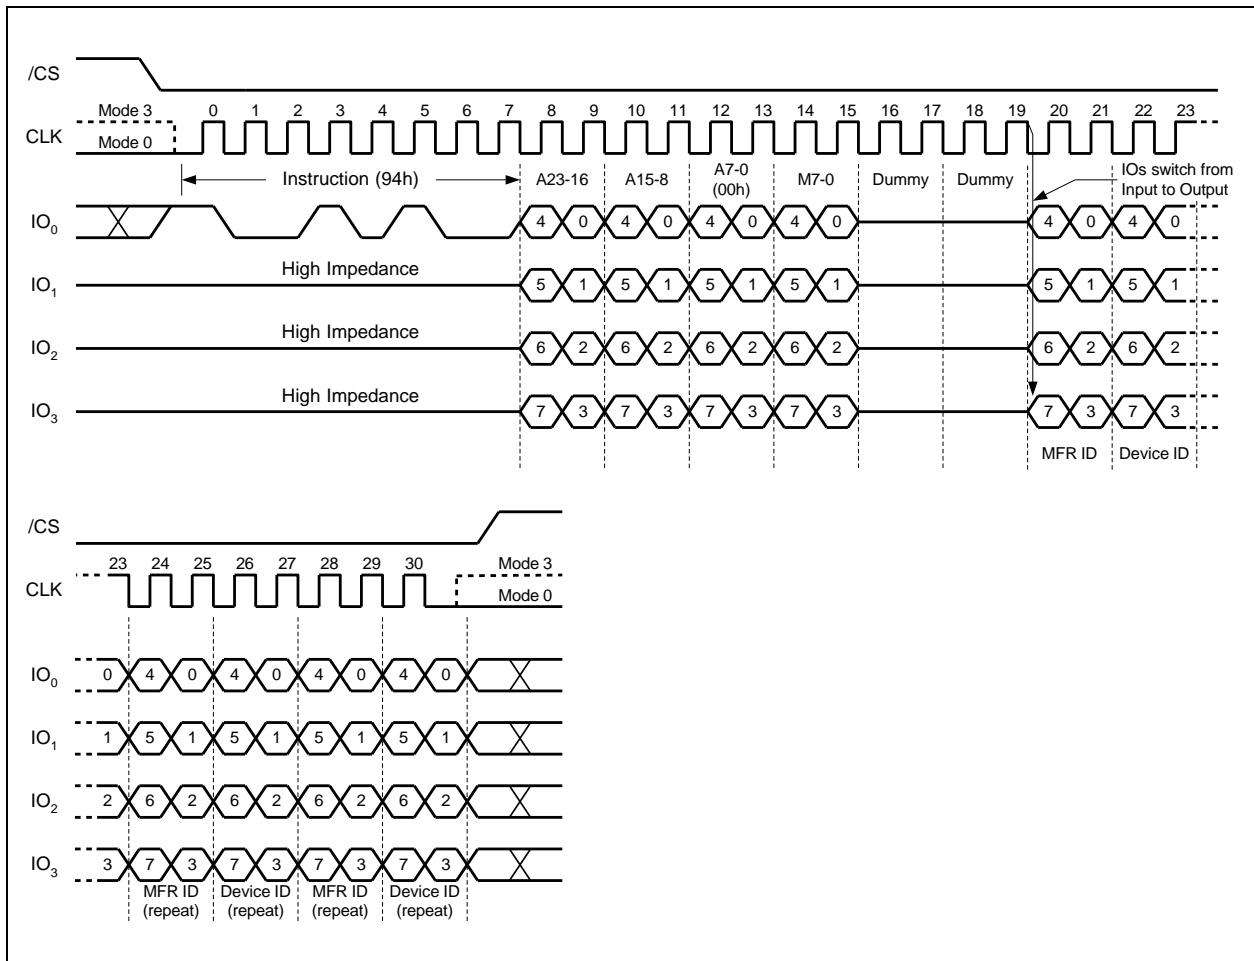 /CS
Mode 3 0 1 2 3 4 5 6 7 8 9 10 11 12 13 14 15 16 17 18 19 20 21 22 23
CLK
Mode 0
Instruction (94h) A23-16 A15-8 A7-0 (00h) M7-0 Dummy Dummy IOs switch from Input to Output
IO0 4 0 4 0 4 0 4 0 4 0 4 0
High Impedance
IO1 5 1 5 1 5 1 5 1 5 1 5 1
High Impedance
IO2 6 2 6 2 6 2 6 2 6 2 6 2
High Impedance
IO3 7 3 7 3 7 3 7 3 7 3 7 3
MFR ID Device ID
/CS
23 24 25 26 27 28 29 30 Mode 3
CLK
Mode 0
IO0 0 4 0 4 0 4 0 4 0
IO1 1 5 1 5 1 5 1 5 1
IO2 2 6 2 6 2 6 2 6 2
IO3 3 7 3 7 3 7 3 7 3
MFR ID Device ID MFR ID Device ID
(repeat) (repeat) (repeat) (repeat)